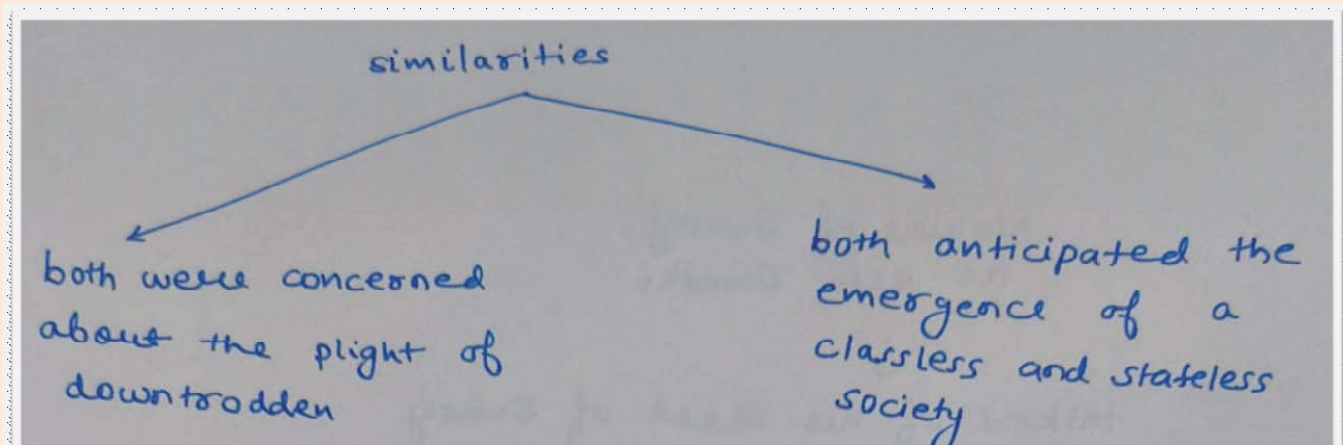 similarities
both were concerned
about the plight of
downtrodden
both anticipated the
emergence of a
classless and stateless
society